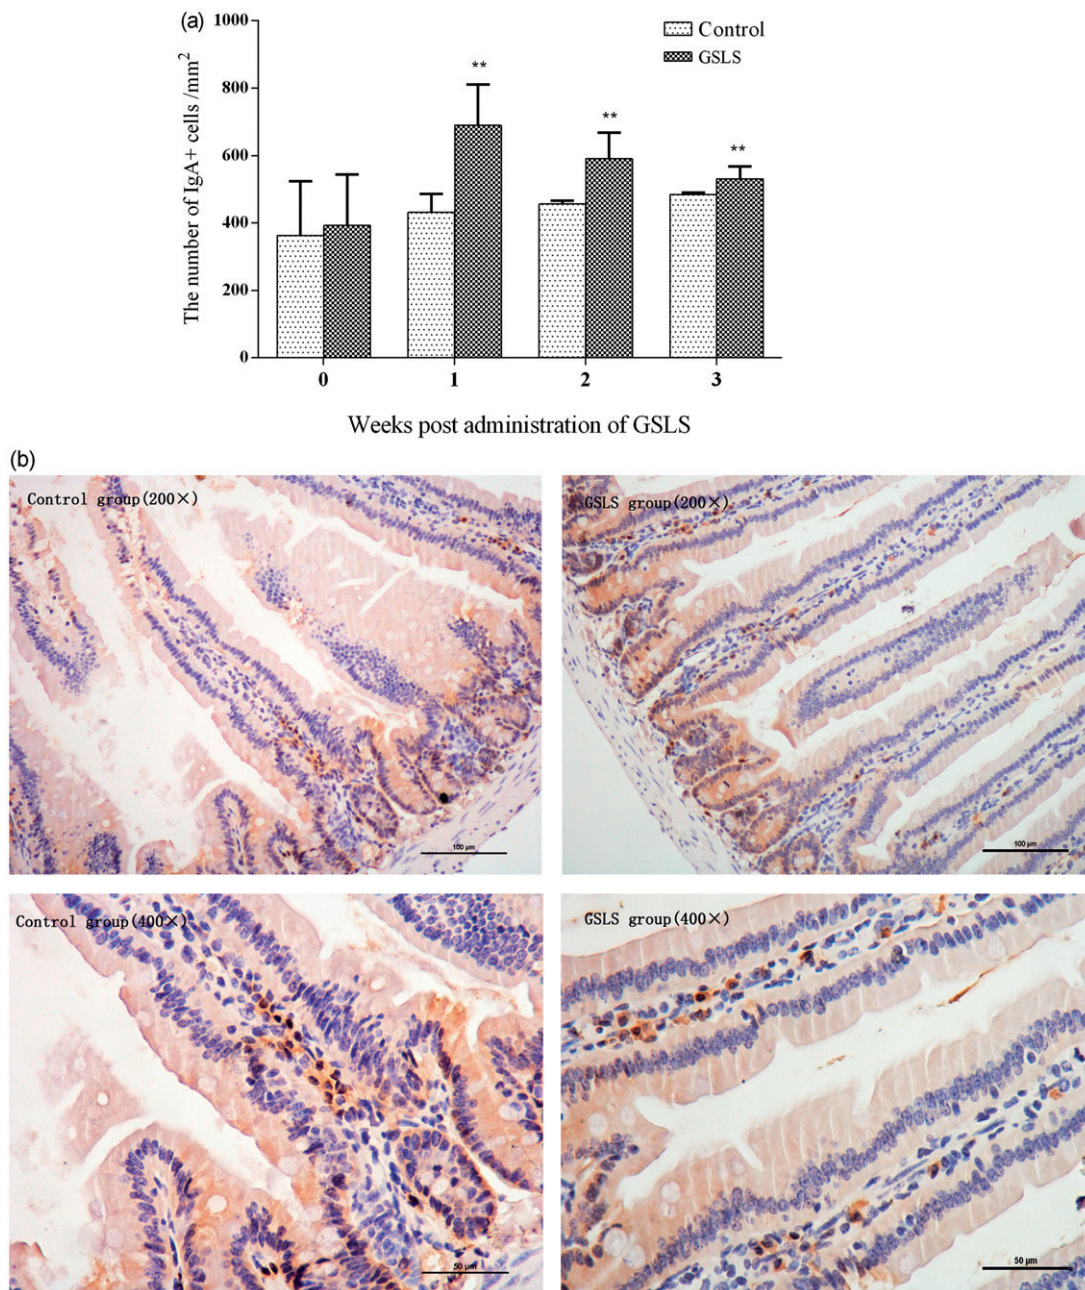 (a)
1000
800
600
400
200
0
The number of IgA+ cells /mm²
Control
GSLS
**
**
**
0 1 2 3
Weeks post administration of GSLS
(b)
Control group(200×)
100 μm
GSLS group(200×)
100 μm
Control group(400×)
50 μm
GSLS group(400×)
50 μm